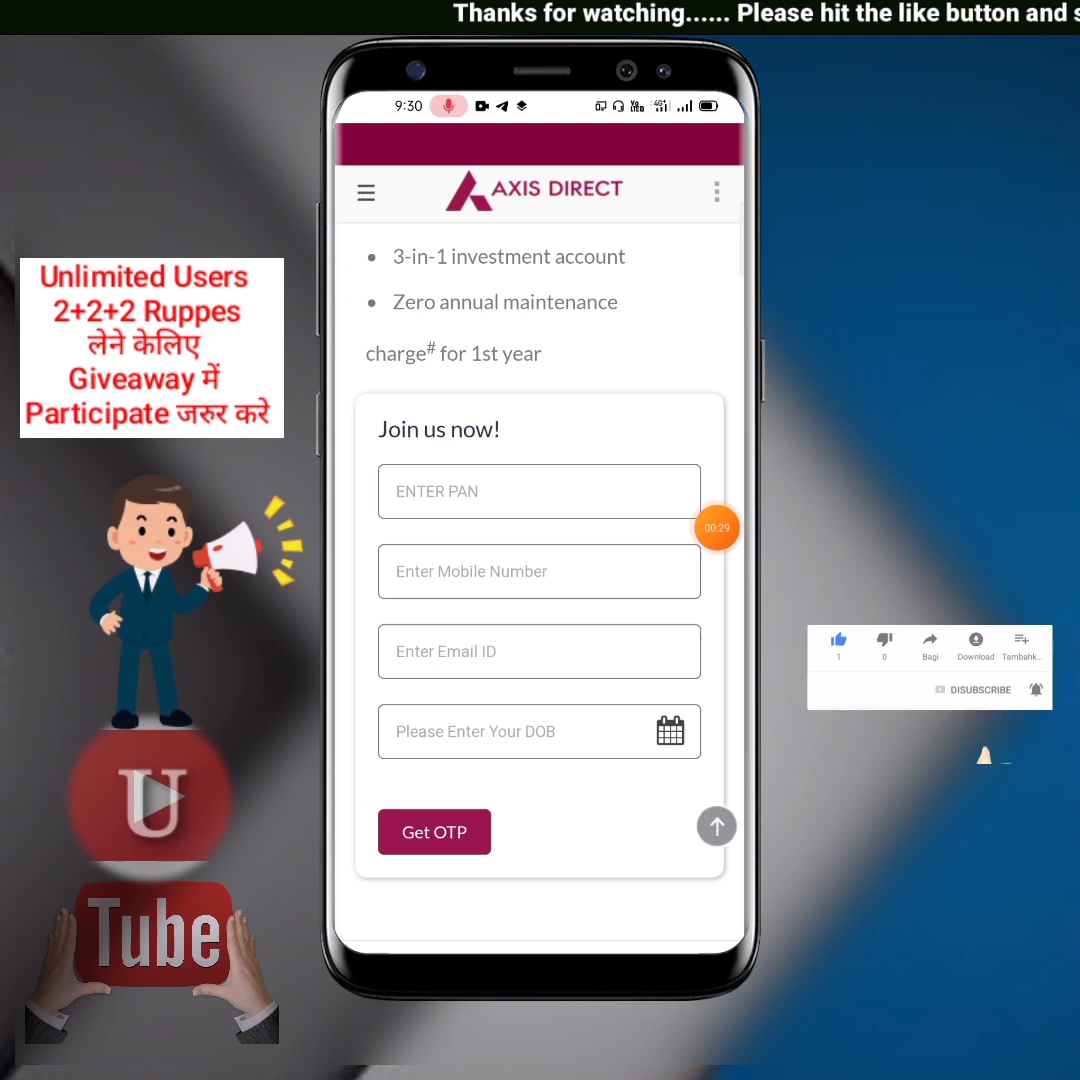 Thanks for watching...... Please hit the like button and s
9:30
4G+
AXIS DIRECT
• 3-in-1 investment account
• Zero annual maintenance
charge# for 1st year
Unlimited Users
2+2+2 Ruppes
लेने केलिए
Giveaway में
Participate जरुर करे
Join us now!
ENTER PAN
00:29
Enter Mobile Number
Enter Email ID
Please Enter Your DOB
Get OTP
1
0
Bagi
Download
Tambahk...
DISUBSCRIBE
U
Tube